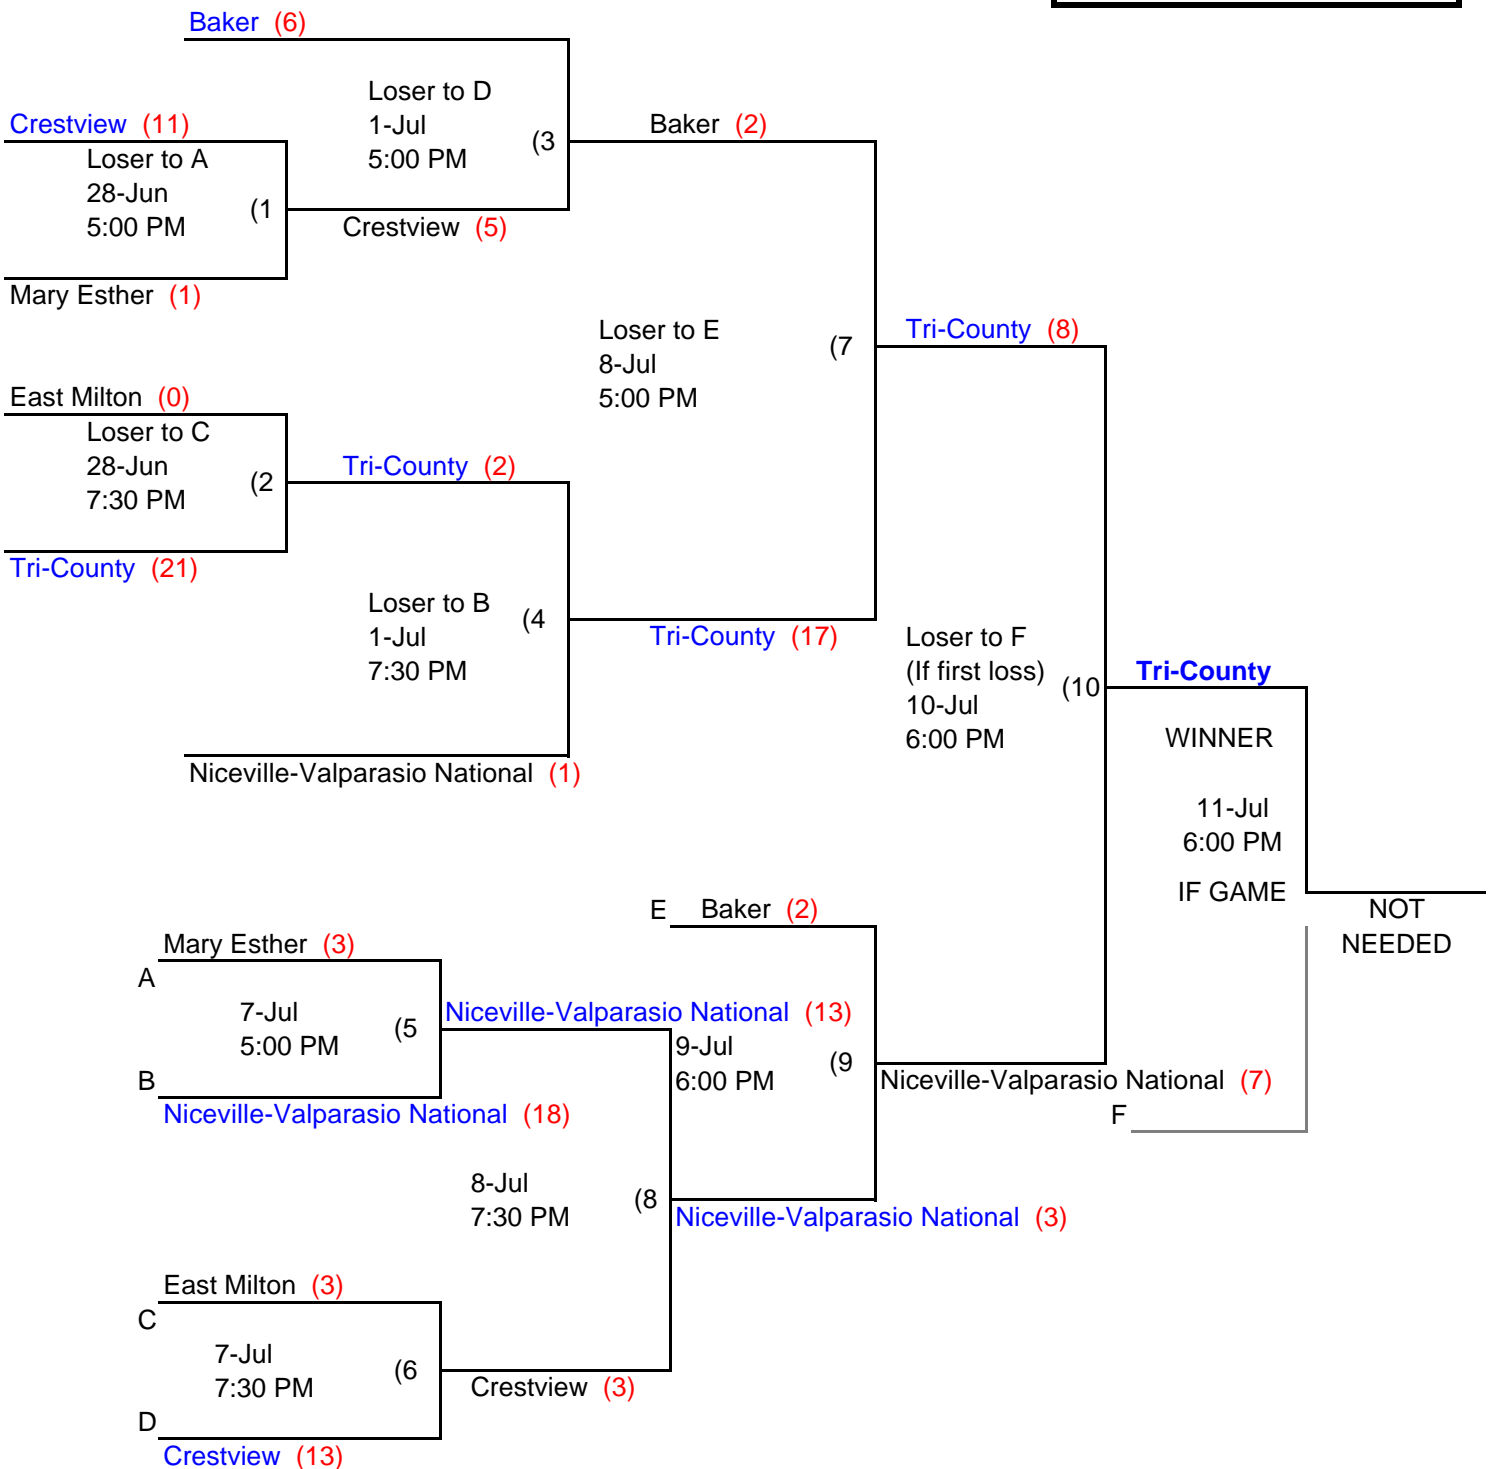 Baker (6)
Loser to D
1-Jul
5:00 PM
(3
Crestview (11)
Baker (2)
Loser to A
28-Jun
5:00 PM
(1
Crestview (5)
Mary Esther (1)
Loser to E
8-Jul
5:00 PM
(7
Tri-County (8)
East Milton (0)
Loser to C
28-Jun
7:30 PM
(2
Tri-County (2)
Tri-County (21)
Loser to B
1-Jul
7:30 PM
(4
Tri-County (17)
Loser to F
(If first loss)
10-Jul
6:00 PM
(10
Tri-County
WINNER
Niceville-Valparasio National (1)
11-Jul
6:00 PM
IF GAME
NOT
NEEDED
E Baker (2)
Mary Esther (3)
A
7-Jul
5:00 PM
(5
Niceville-Valparasio National (13)
9-Jul
6:00 PM
(9
B
Niceville-Valparasio National (18)
Niceville-Valparasio National (7)
F
8-Jul
7:30 PM
(8
Niceville-Valparasio National (3)
East Milton (3)
C
7-Jul
7:30 PM
(6
Crestview (3)
D
Crestview (13)